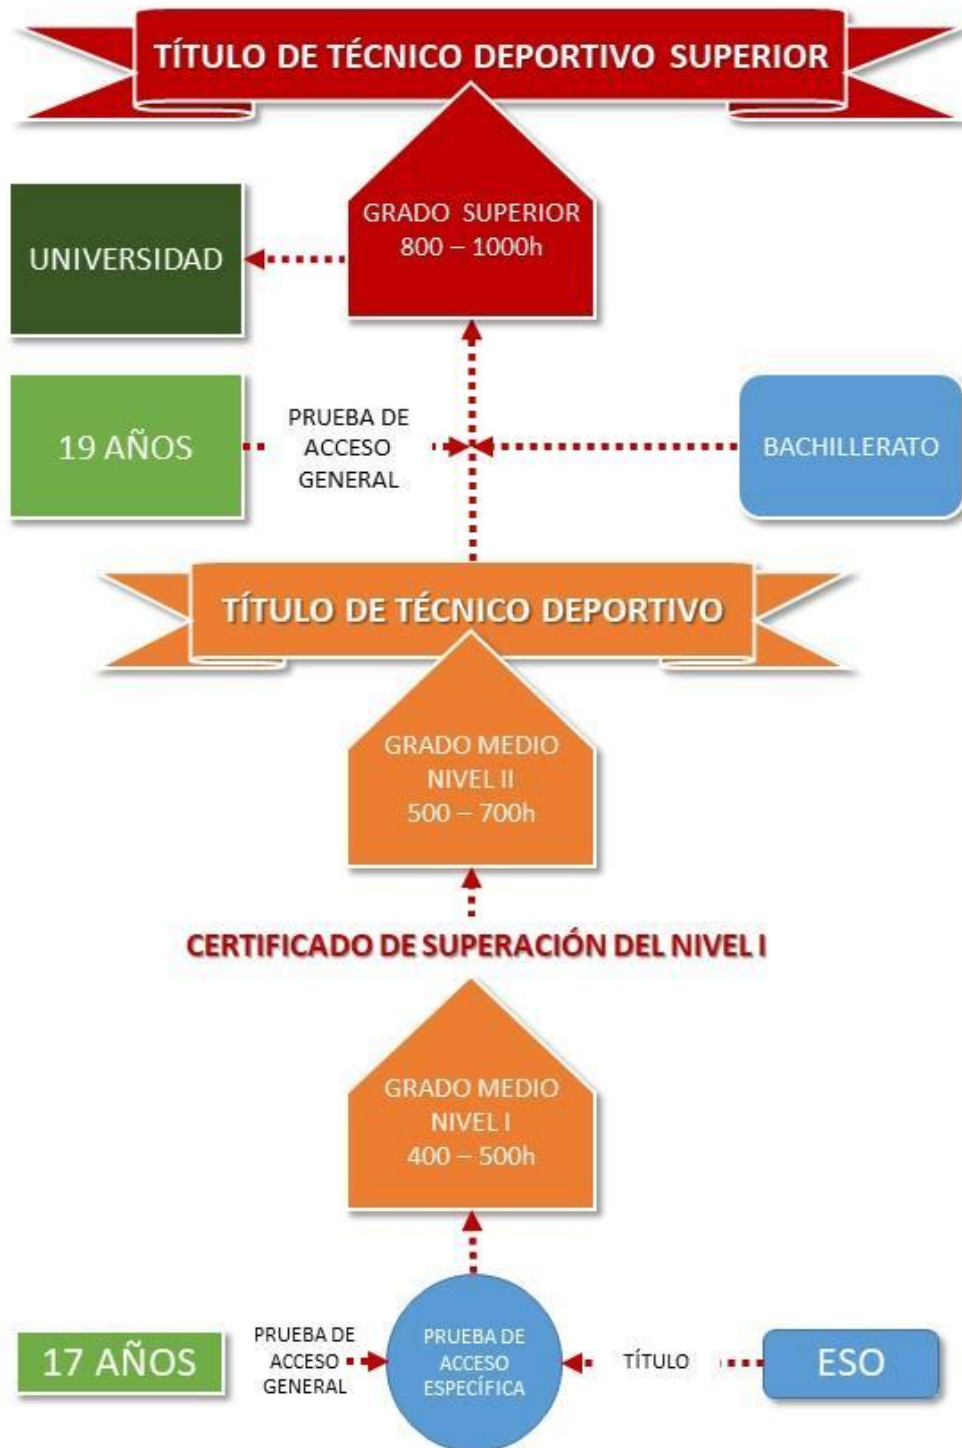 TÍTULO DE TÉCNICO DEPORTIVO SUPERIOR
GRADO SUPERIOR
800 – 1000h
UNIVERSIDAD
19 AÑOS
PRUEBA DE
ACCESO
GENERAL
BACHILLERATO
TÍTULO DE TÉCNICO DEPORTIVO
GRADO MEDIO
NIVEL II
500 – 700h
CERTIFICADO DE SUPERACIÓN DEL NIVEL I
GRADO MEDIO
NIVEL I
400 – 500h
17 AÑOS
PRUEBA DE
ACCESO
GENERAL
PRUEBA DE
ACCESO
ESPECÍFICA
TÍTULO
ESO